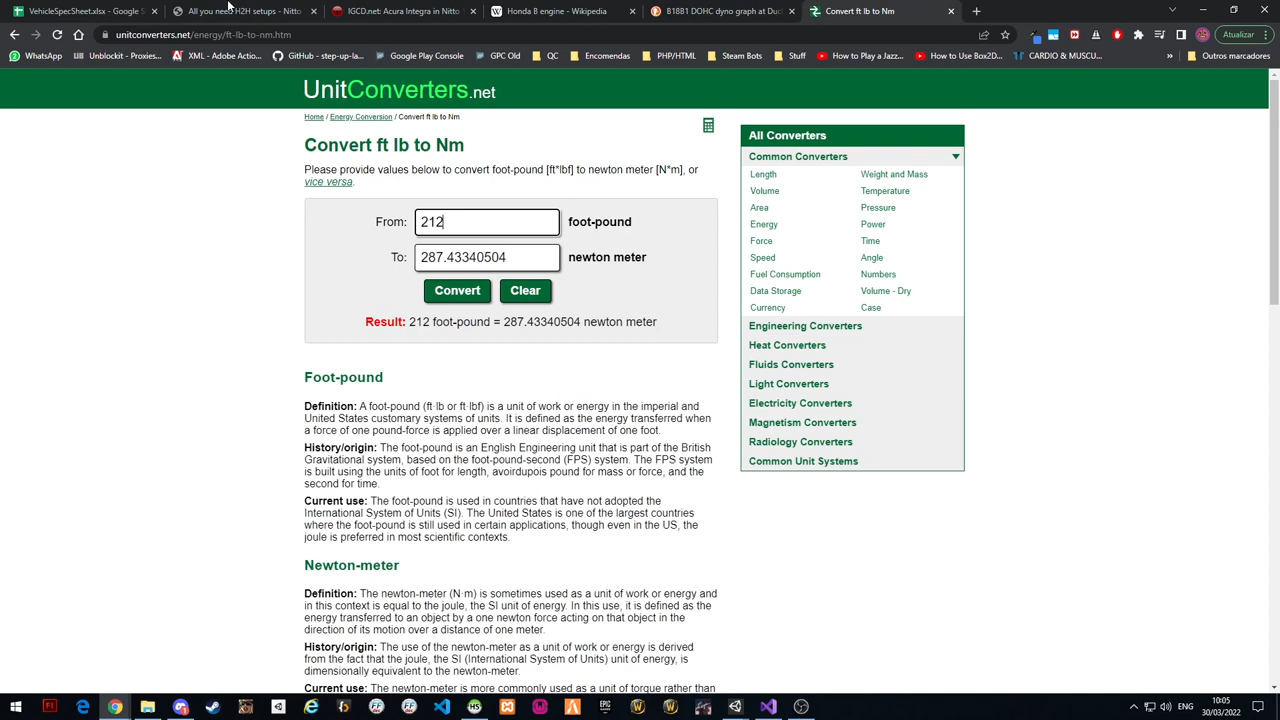 VehicleSpecSheet.xlsx - Google S
All you need H2H setups - Nitto
IGCD.net: Acura Integra in Nitto
Honda B engine - Wikipedia
B18B1 DOHC dyno graph at Duck
Convert ft lb to Nm
unitconverters.net/energy/ft-lb-to-nm.htm
Atualizar
WhatsApp
Unblockit - Proxies...
XML - Adobe Action...
GitHub - step-up-la...
Google Play Console
GPC Old
QC
Encomendas
PHP/HTML
Steam Bots
Stuff
How to Play a Jazz...
How to Use Box2D...
CARDIO & MUSCU...
Outros marcadores
UnitConverters.net
Home / Energy Conversion / Convert ft lb to Nm
Convert ft lb to Nm
Please provide values below to convert foot-pound [ft*lbf] to newton meter [N*m], or
vice versa.
From: 212 foot-pound
To: 287.43340504 newton meter
Convert Clear
Result: 212 foot-pound = 287.43340504 newton meter
Foot-pound
Definition: A foot-pound (ft·lb or ft·lbf) is a unit of work or energy in the imperial and
United States customary systems of units. It is defined as the energy transferred when
a force of one pound-force is applied over a linear displacement of one foot.
History/origin: The foot-pound is an English Engineering unit that is part of the British
Gravitational system, based on the foot-pound-second (FPS) system. The FPS system
is built using the units of foot for length, avoirdupois pound for mass or force, and the
second for time.
Current use: The foot-pound is used in countries that have not adopted the
International System of Units (SI). The United States is one of the largest countries
where the foot-pound is still used in certain applications, though even in the US, the
joule is preferred in most scientific contexts.
Newton-meter
Definition: The newton-meter (N·m) is sometimes used as a unit of work or energy and
in this context is equal to the joule, the SI unit of energy. In this use, it is defined as the
energy transferred to an object by a one newton force acting on that object in the
direction of its motion over a distance of one meter.
History/origin: The use of the newton-meter as a unit of work or energy is derived
from the fact that the joule, the SI (International System of Units) unit of energy, is
dimensionally equivalent to the newton-meter.
Current use: The newton-meter is more commonly used as a unit of torque rather than
All Converters
Common Converters
Length Weight and Mass
Volume Temperature
Area Pressure
Energy Power
Force Time
Speed Angle
Fuel Consumption Numbers
Data Storage Volume - Dry
Currency Case
Engineering Converters
Heat Converters
Fluids Converters
Light Converters
Electricity Converters
Magnetism Converters
Radiology Converters
Common Unit Systems
ENG
10:05
30/03/2022